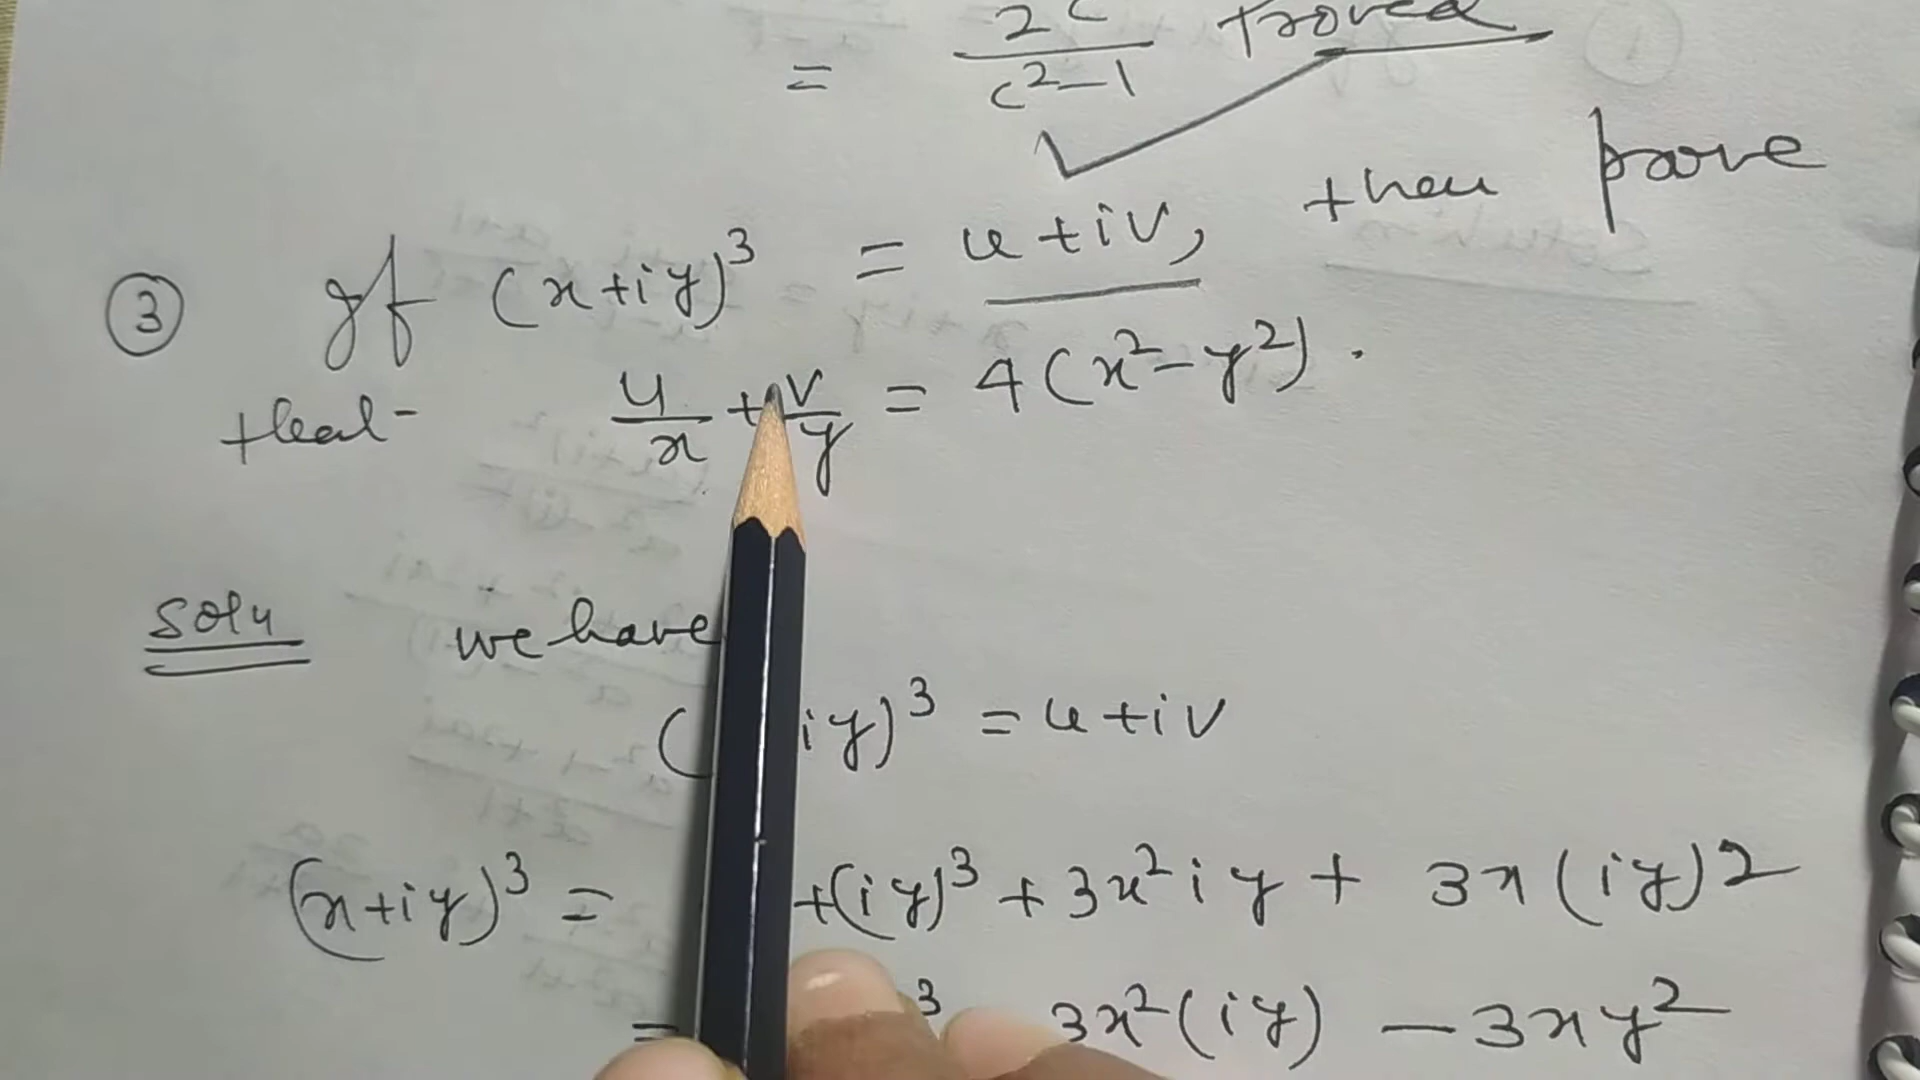 = 2c/(c²-1) Proved
③ If (x+iy)³ = u+iv, then prove
that u/x + v/y = 4(x²-y²).
Soln we have
( iy)³ = u+iv
(x+iy)³ = +(iy)³ + 3x²iy + 3x(iy)2
= ³ 3x²(iy) - 3xy²